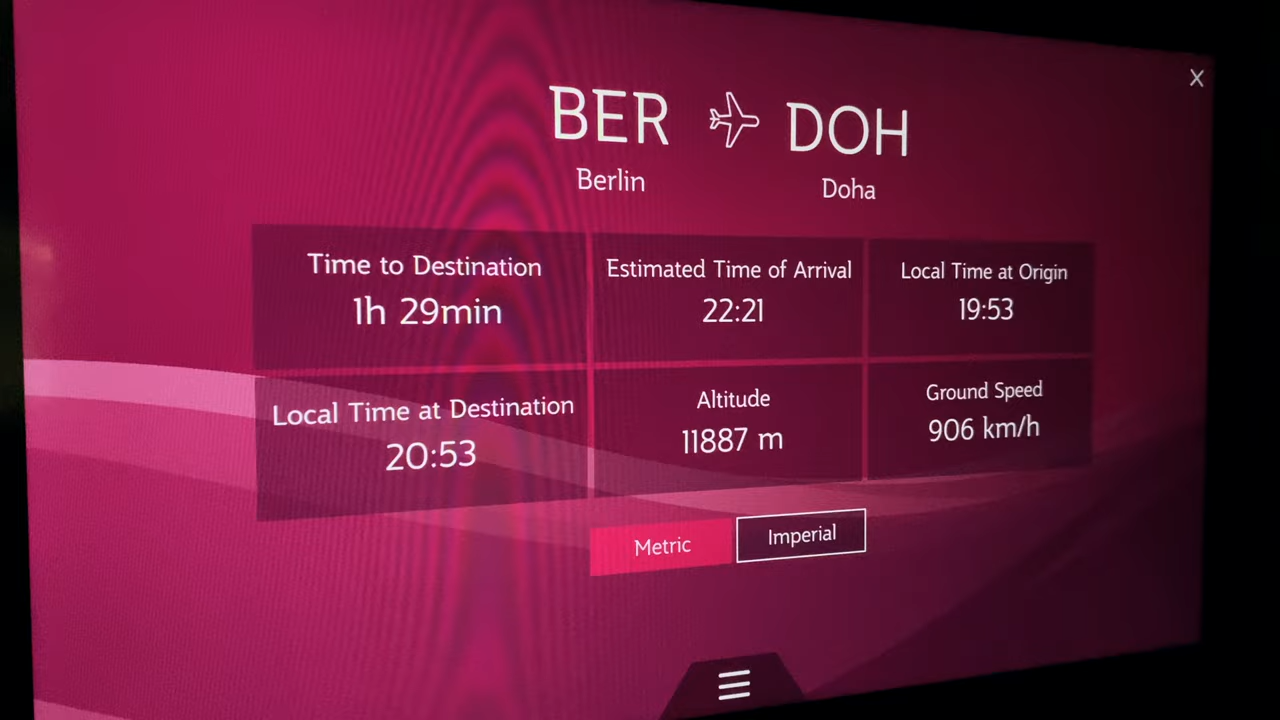 BER DOH
Berlin Doha
Time to Destination
1h 29min
Estimated Time of Arrival
22:21
Local Time at Origin
19:53
Local Time at Destination
20:53
Altitude
11887 m
Ground Speed
906 km/h
Metric Imperial